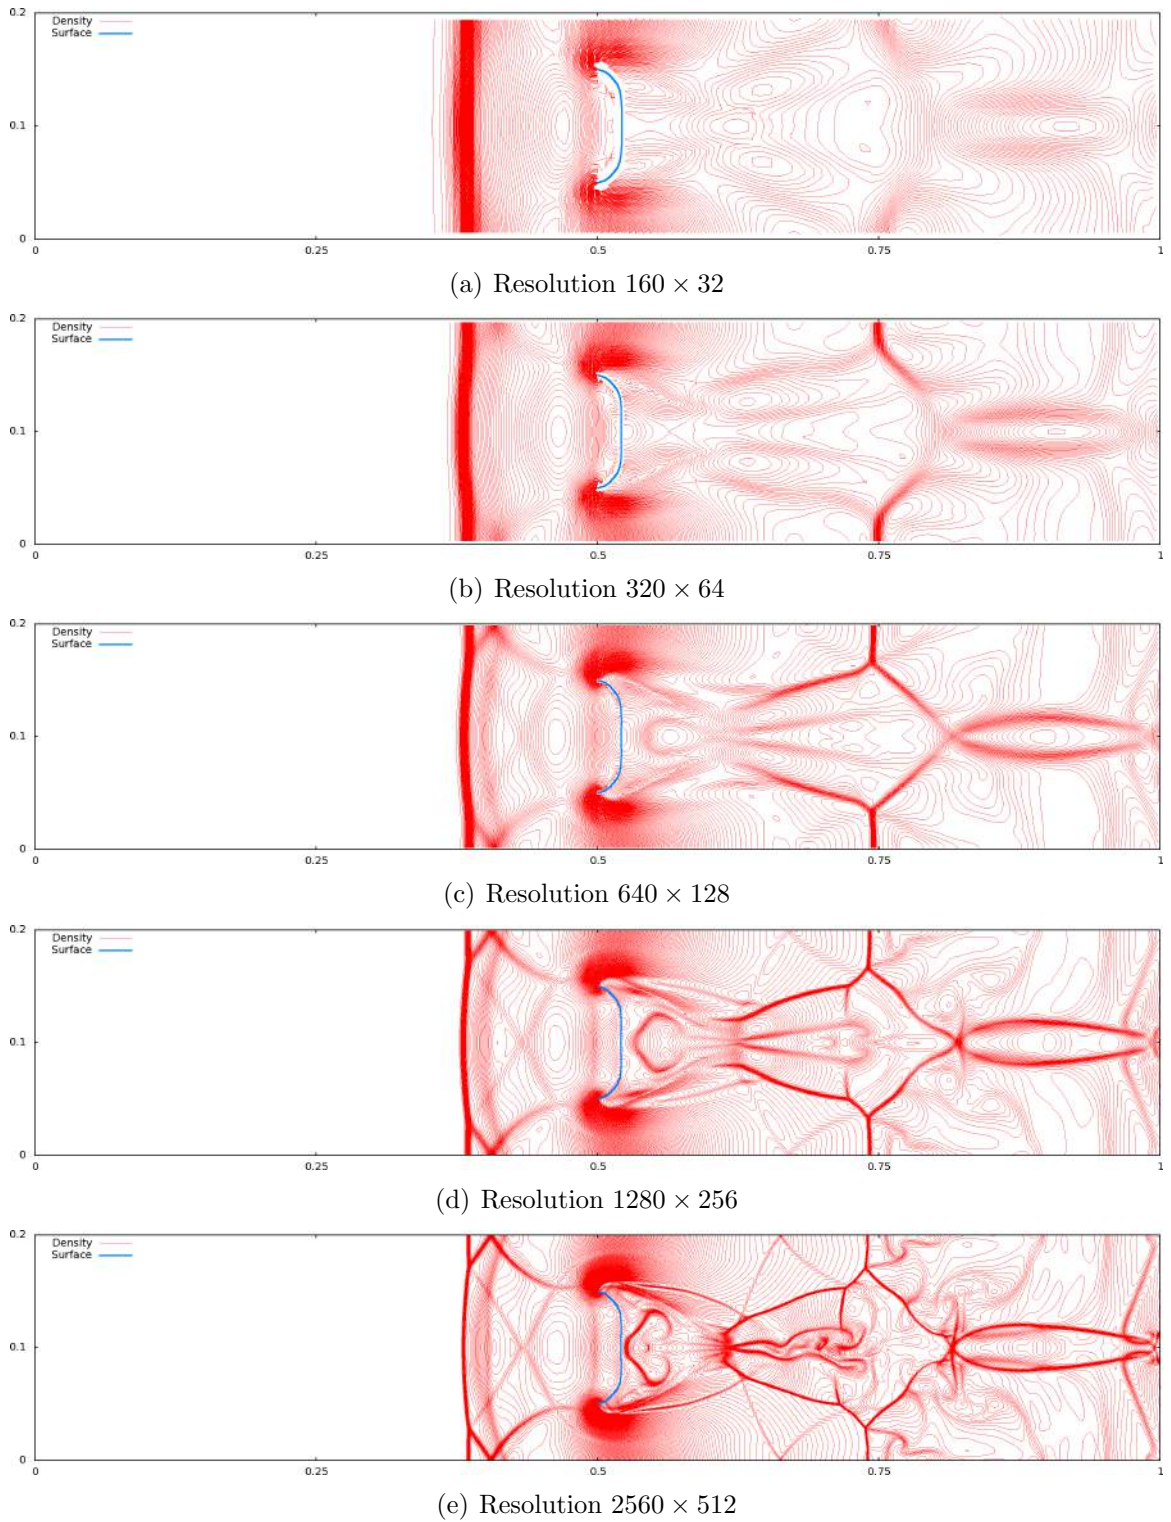 0.2
Density
Surface
0.1
0
0 0.25 0.5 0.75 1
(a) Resolution 160 × 32
0.2
Density
Surface
0.1
0
0 0.25 0.5 0.75 1
(b) Resolution 320 × 64
0.2
Density
Surface
0.1
0
0 0.25 0.5 0.75 1
(c) Resolution 640 × 128
0.2
Density
Surface
0.1
0
0 0.25 0.5 0.75 1
(d) Resolution 1280 × 256
0.2
Density
Surface
0.1
0
0 0.25 0.5 0.75 1
(e) Resolution 2560 × 512